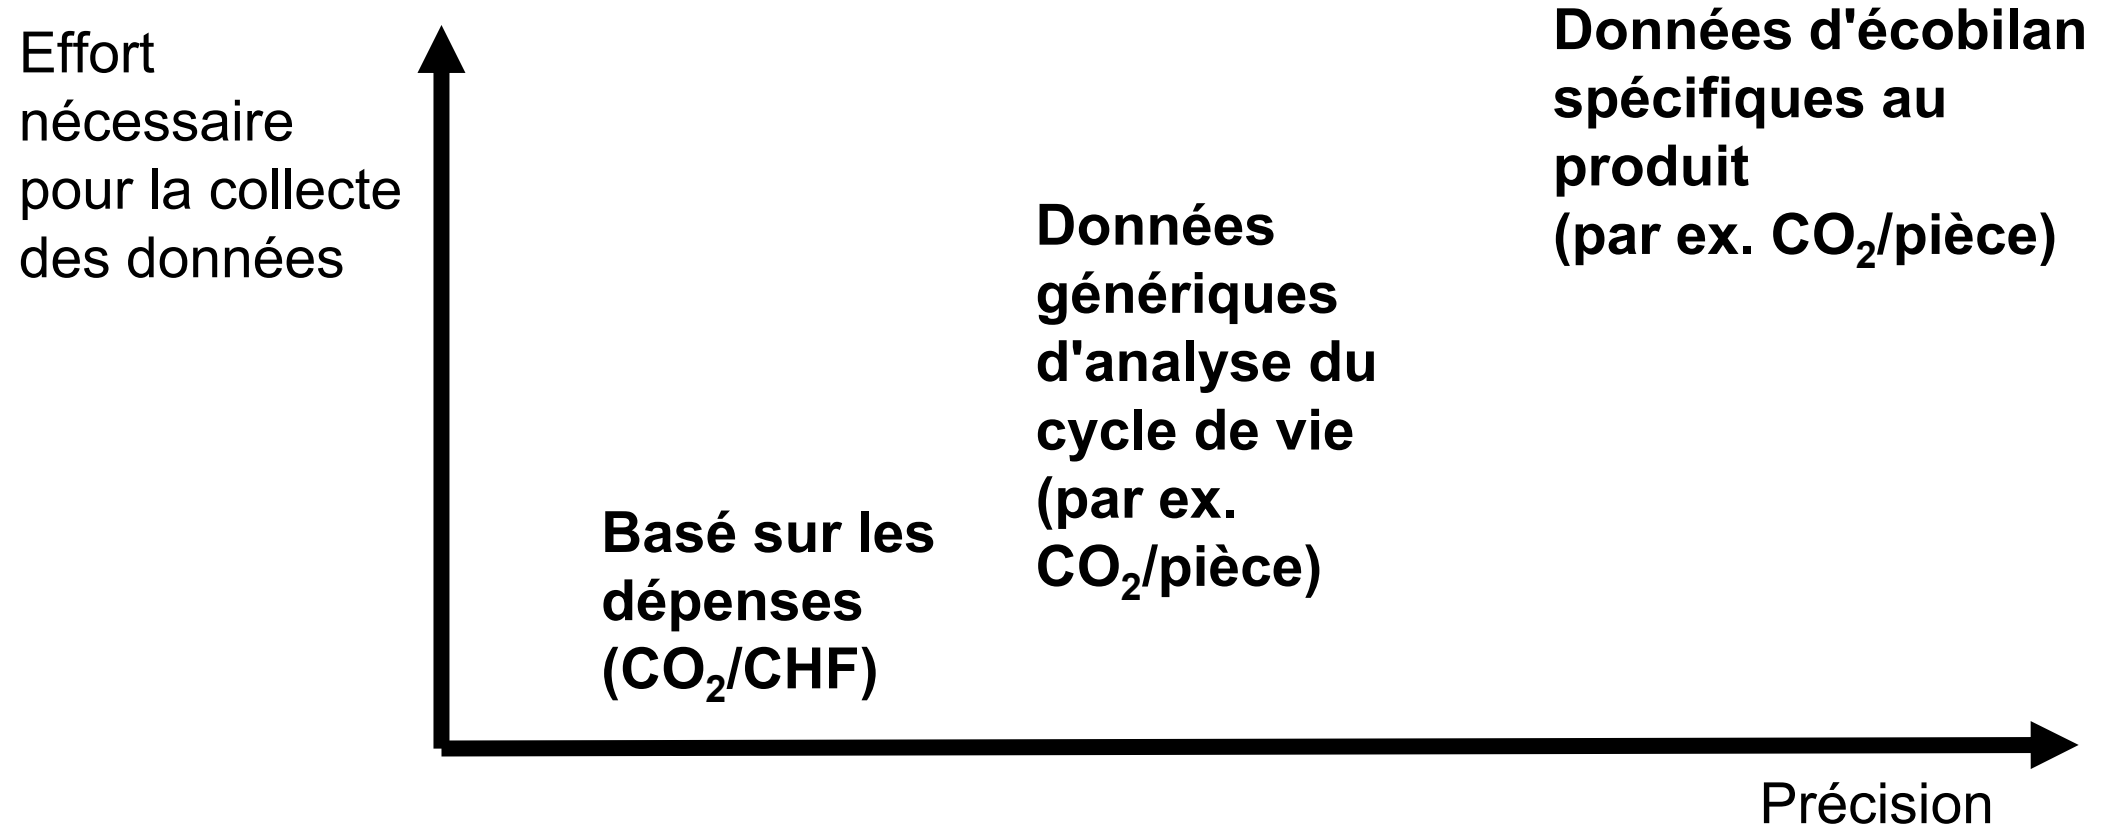 Effort
nécessaire
pour la collecte
des données
Données d'écobilan
spécifiques au
produit
(par ex. CO₂/pièce)
Données
génériques
d'analyse du
cycle de vie
(par ex.
CO₂/pièce)
Basé sur les
dépenses
(CO₂/CHF)
Précision